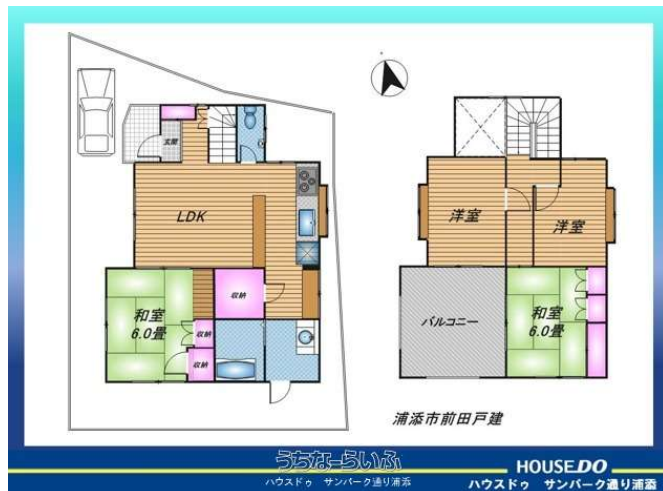 玄関
LDK
収納
和室
6.0畳
収納
収納
洋室
洋室
バルコニー
和室
6.0畳
浦添市前田戸建
うちなーらいふ
ハウスドゥ サンパーク通り浦添
HOUSE DO
ハウスドゥ サンパーク通り浦添